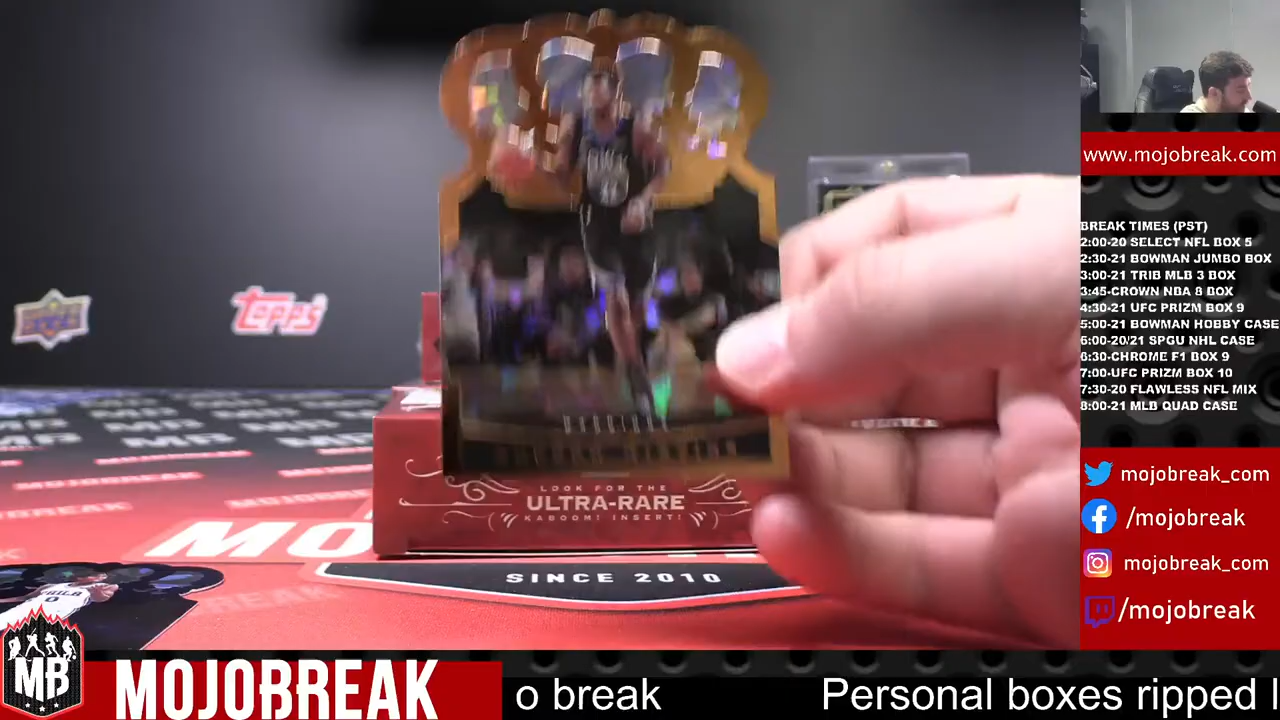 www.mojobreak.com
BREAK TIMES (PST)
2:00-20 SELECT NFL BOX 5
2:30-21 BOWMAN JUMBO BOX
3:00-21 TRIB MLB 3 BOX
3:45-CROWN NBA 8 BOX
4:30-21 UFC PRIZM BOX 9
5:00-21 BOWMAN HOBBY CASE
6:00-20/21 SPGU NHL CASE
6:30-CHROME F1 BOX 9
7:00-UFC PRIZM BOX 10
7:30-20 FLAWLESS NFL MIX
8:00-21 MLB QUAD CASE
mojobreak_com
/mojobreak
mojobreak_com
/mojobreak
topps
LOOK FOR THE
ULTRA-RARE
KABOOM! INSERT!
MO
SINCE 2010
PHILA
0
MB
MOJOBREAK
o break
Personal boxes ripped l